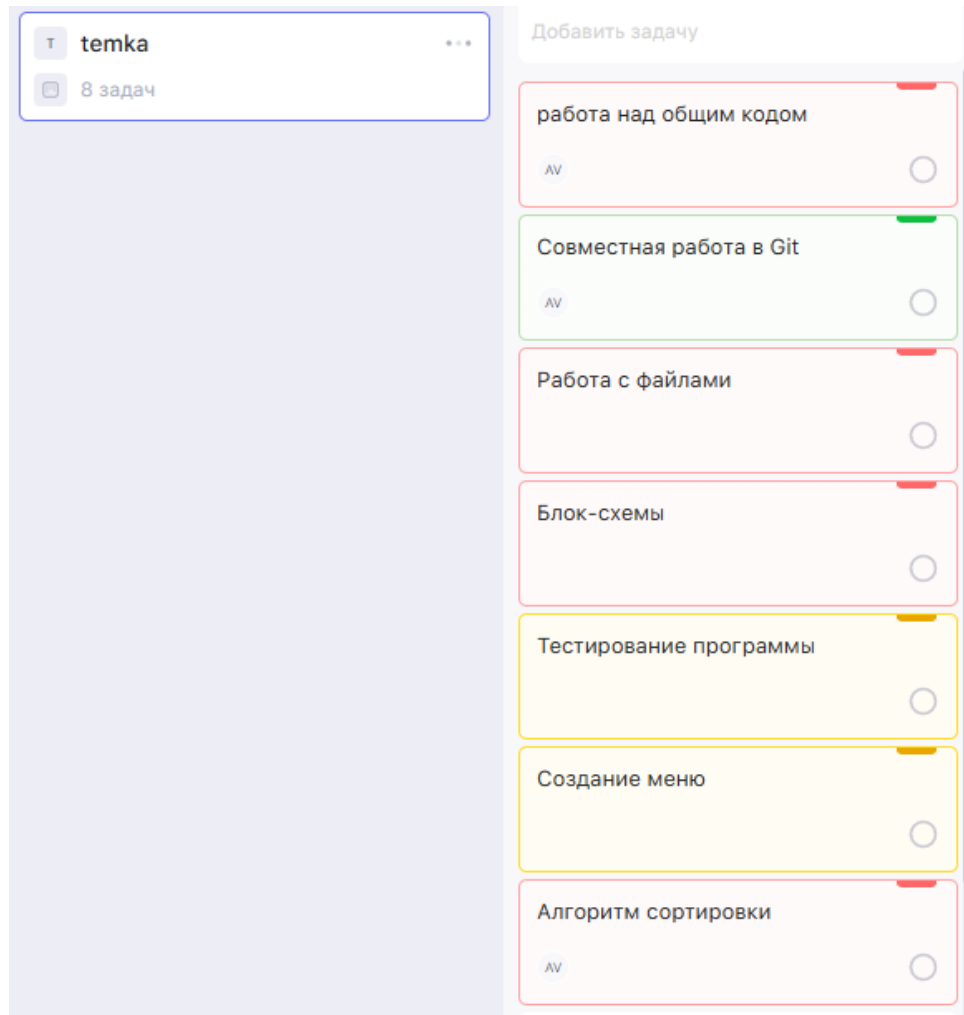 T temka
8 задач
Добавить задачу
работа над общим кодом
AV
Совместная работа в Git
AV
Работа с файлами
Блок-схемы
Тестирование программы
Создание меню
Алгоритм сортировки
AV